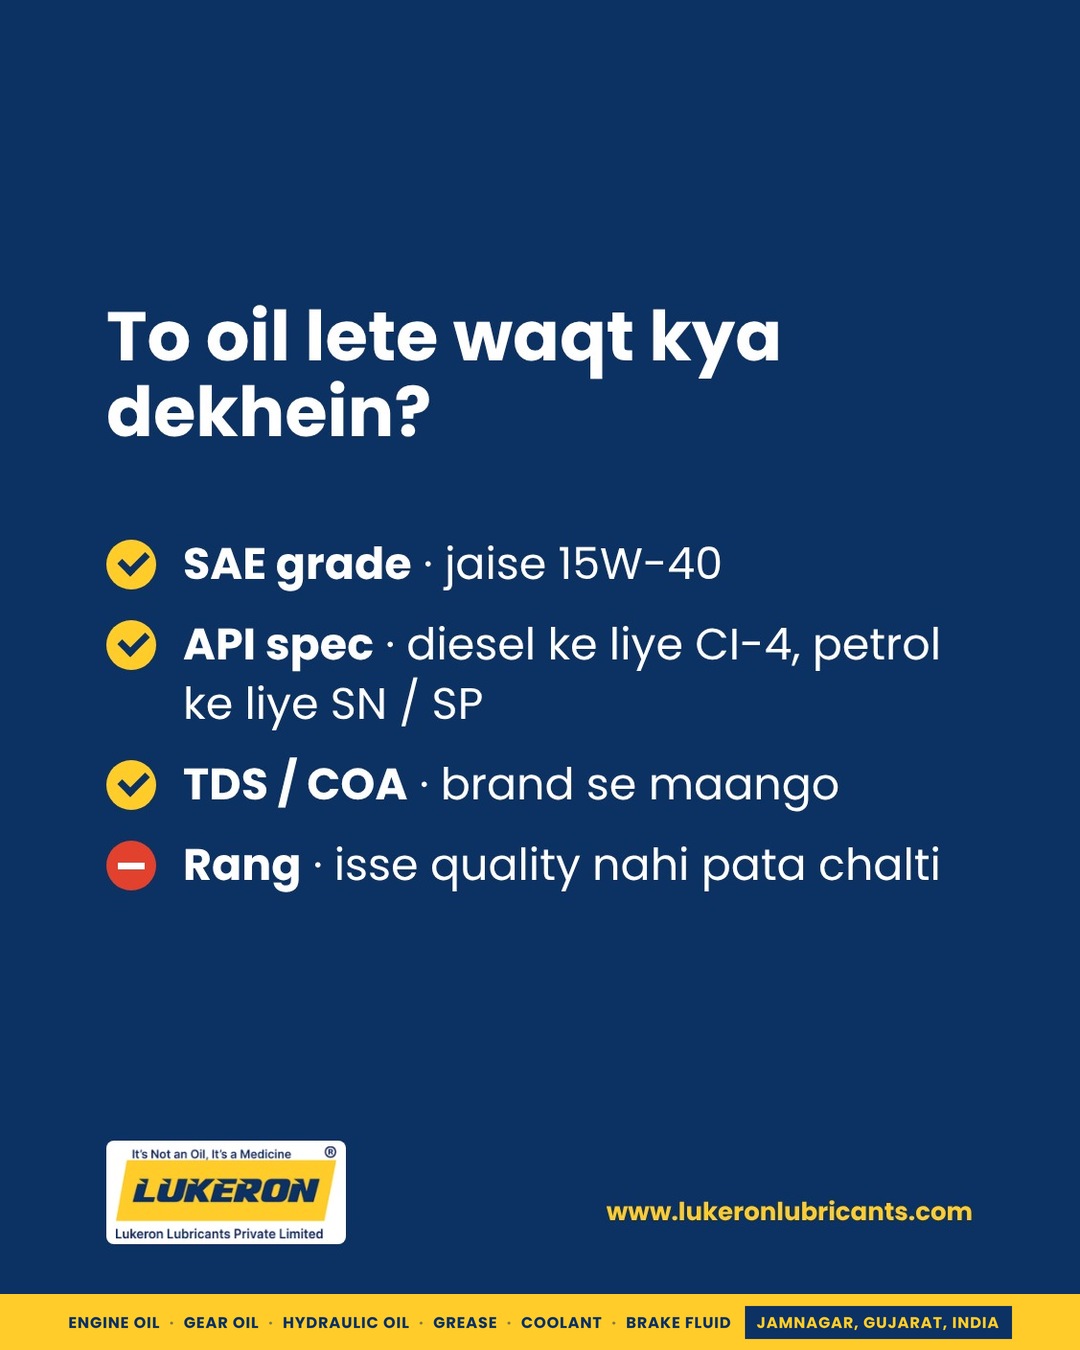 To oil lete waqt kya
dekhein?
SAE grade · jaise 15W-40
API spec · diesel ke liye CI-4, petrol
ke liye SN / SP
TDS / COA · brand se maango
Rang · isse quality nahi pata chalti
It's Not an Oil, It's a Medicine ®
LUKERON
Lukeron Lubricants Private Limited
www.lukeronlubricants.com
ENGINE OIL · GEAR OIL · HYDRAULIC OIL · GREASE · COOLANT · BRAKE FLUID JAMNAGAR, GUJARAT, INDIA